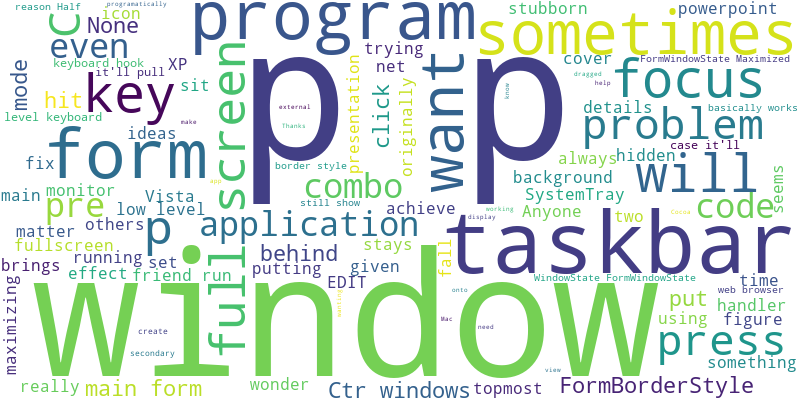 reason Half
programmatically
icon
None
even
c
program
stubborn
powerpoint
sometimes
trying
net
keyboard hook
it'll pull
XP
mode
hit
key
sit
level keyboard
ideas
fix
form
screen
p p
presentation
click
originally
want
cover
FormWindowState Maximized
dragged
help
focus
details
basically works
problem
case it'll
know
external
Thanks
make
border style
app
main
monitor
pre
Vista
low level
others
p
matter
fullscreen
combo
still show
achieve
application
always
hidden
background
will
SystemTray
Anyone
two
code
seems
working
display
Cocoa
taskbar
running
brings
set
effect
friend run
full
behind
putting
given
stays
EDIT
fall
onto
wanting
Mac
need
view
window
WindowState FormWindowState
time
web browser
put
handler
using
figure
press
something
maximizing
create
secondary
really
main form
wonder
Ctr windows
topmost
FormBorderStyle